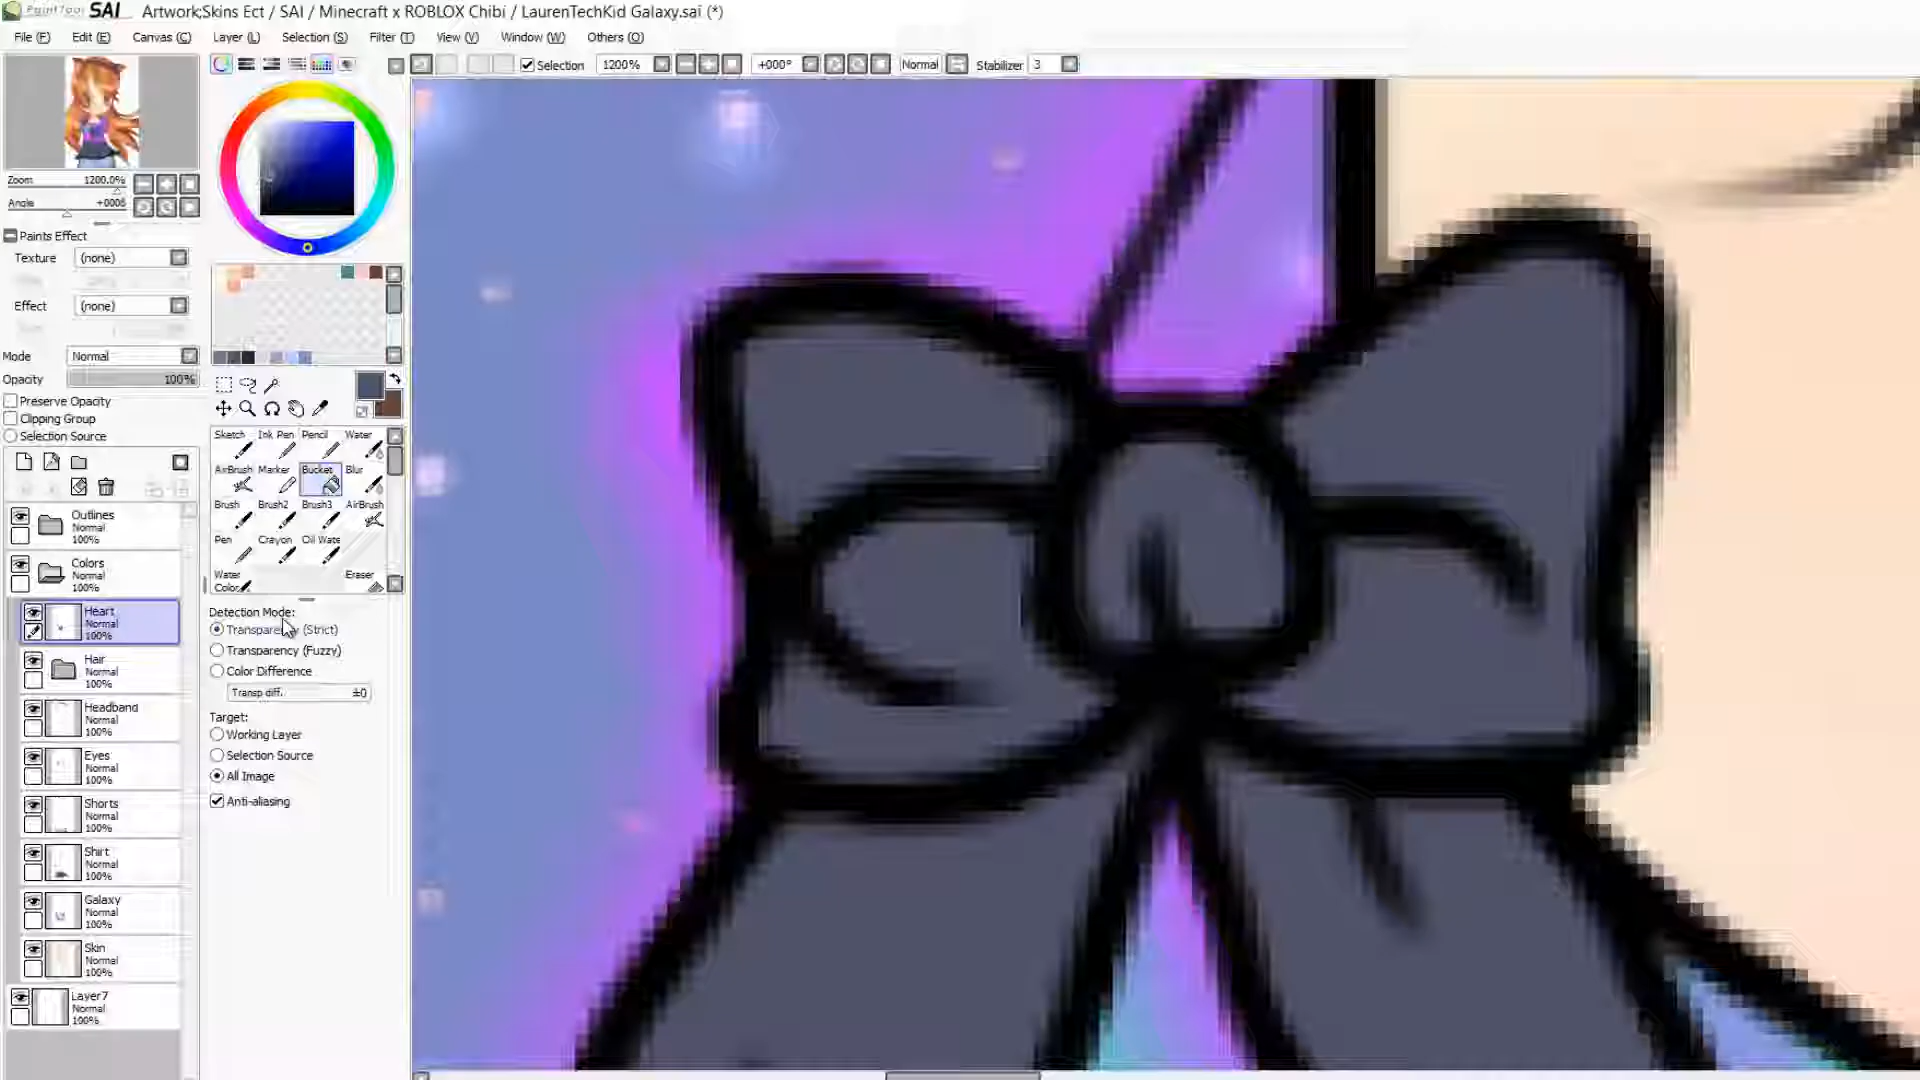 PaintTool SAI Artwork;Skins Ect / SAI / Minecraft x ROBLOX Chibi / LaurenTechKid Galaxy.sai (*)
File (F) Edit (E) Canvas (C) Layer (L) Selection (S) Filter (T) View (V) Window (W) Others (O)
Selection 1200% +000° Normal Stabilizer 3
Zoom 1200.0%
Angle +000°
Paints Effect
Texture (none)
Effect (none)
Mode Normal
Opacity 100%
Preserve Opacity
Clipping Group
Selection Source
Sketch Ink Pen Pencil Water
AirBrush Marker Bucket Blur
Brush Brush2 Brush3 AirBrush
Pen Crayon Oil Wate
Water
Color
Eraser
Outlines
Normal
100%
Colors
Normal
100%
Heart
Normal
100%
Hair
Normal
100%
Headband
Normal
100%
Eyes
Normal
100%
Shorts
Normal
100%
Shirt
Normal
100%
Galaxy
Normal
100%
Skin
Normal
100%
Layer7
Normal
100%
Detection Mode:
Transparency (Strict)
Transparency (Fuzzy)
Color Difference
Transp diff. ±0
Target:
Working Layer
Selection Source
All Image
Anti-aliasing